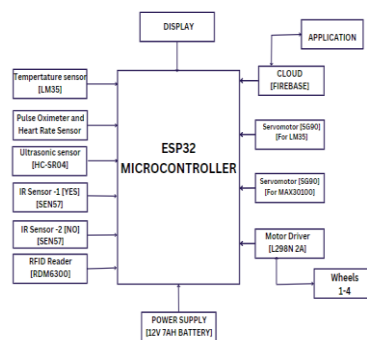 DISPLAY
APPLICATION
Tempertature sensor
[LM35]
CLOUD
[FIREBASE]
Pulse Oximeter and
Heart Rate Sensor
Ultrasonic sensor
[HC-SR04]
IR Sensor -1 [YES]
[SEN57]
IR Sensor -2 [NO]
[SEN57]
RFID Reader
[RDM6300]
ESP32
MICROCONTROLLER
Servomotor [SG90]
[For LM35]
Servomotor [SG90]
[For MAX30100]
Motor Driver
[L298N 2A]
Wheels
1-4
POWER SUPPLY
[12V 7AH BATTERY]